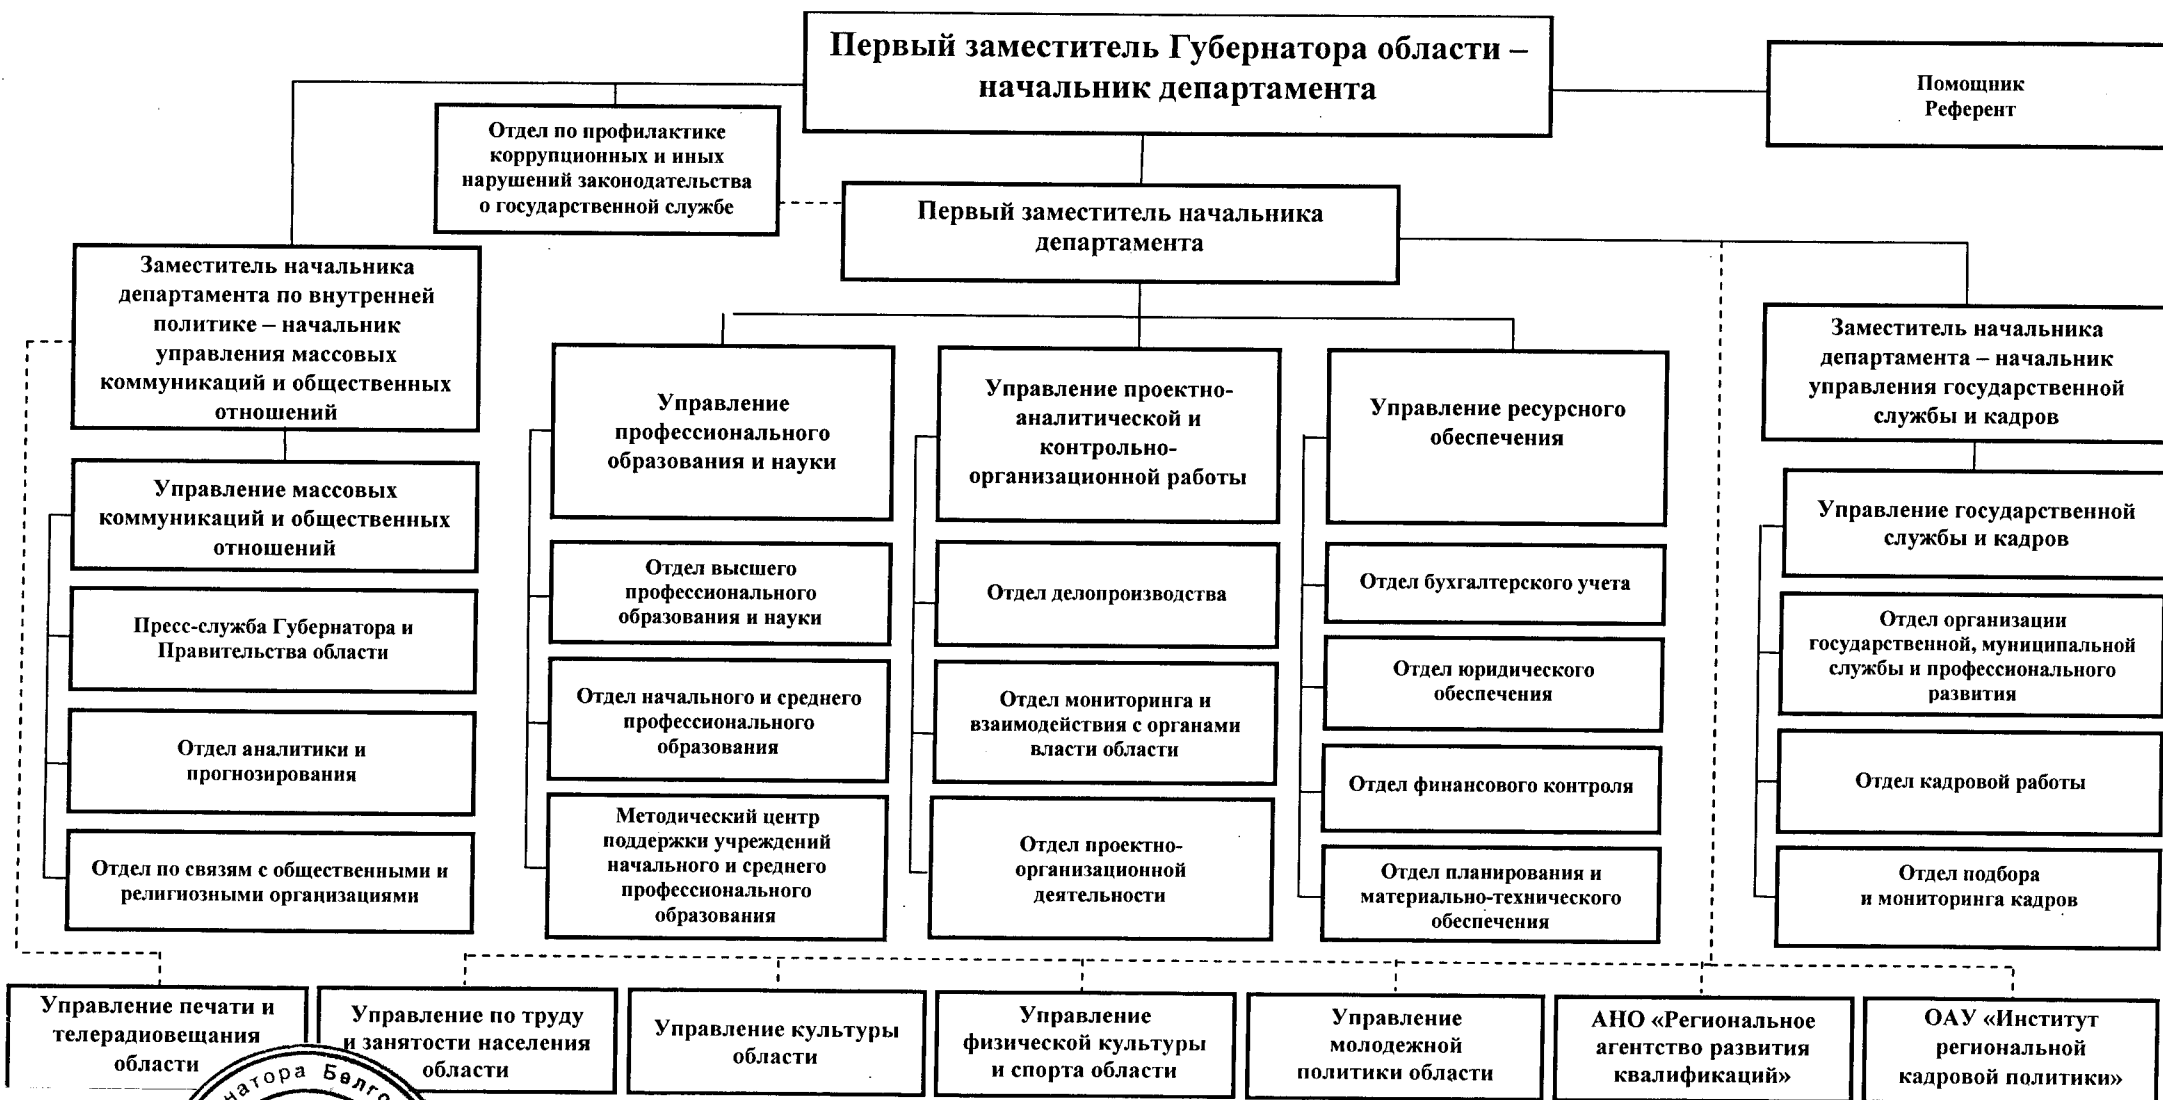 Первый заместитель Губернатора области –
начальник департамента
Помощник
Референт
Отдел по профилактике
коррупционных и иных
нарушений законодательства
о государственной службе
Первый заместитель начальника
департамента
Заместитель начальника
департамента по внутренней
политике – начальник
управления массовых
коммуникаций и общественных
отношений
Управление
профессионального
образования и науки
Управление проектно-
аналитической и
контрольно-
организационной работы
Управление ресурсного
обеспечения
Заместитель начальника
департамента – начальник
управления государственной
службы и кадров
Управление массовых
коммуникаций и общественных
отношений
Пресс-служба Губернатора и
Правительства области
Отдел аналитики и
прогнозирования
Отдел по связям с общественными и
религиозными организациями
Отдел высшего
профессионального
образования и науки
Отдел начального и среднего
профессионального
образования
Методический центр
поддержки учреждений
начального и среднего
профессионального
образования
Отдел делопроизводства
Отдел мониторинга и
взаимодействия с органами
власти области
Отдел проектно-
организационной
деятельности
Отдел бухгалтерского учета
Отдел юридического
обеспечения
Отдел финансового контроля
Отдел планирования и
материально-технического
обеспечения
Управление государственной
службы и кадров
Отдел организации
государственной, муниципальной
службы и профессионального
развития
Отдел кадровой работы
Отдел подбора
и мониторинга кадров
Управление печати и
телерадиовещания
области
Управление по труду
и занятости населения
области
Управление культуры
области
Управление
физической культуры
и спорта области
Управление
молодежной
политики области
АНО «Региональное
агентство развития
квалификаций»
ОАУ «Институт
региональной
кадровой политики»